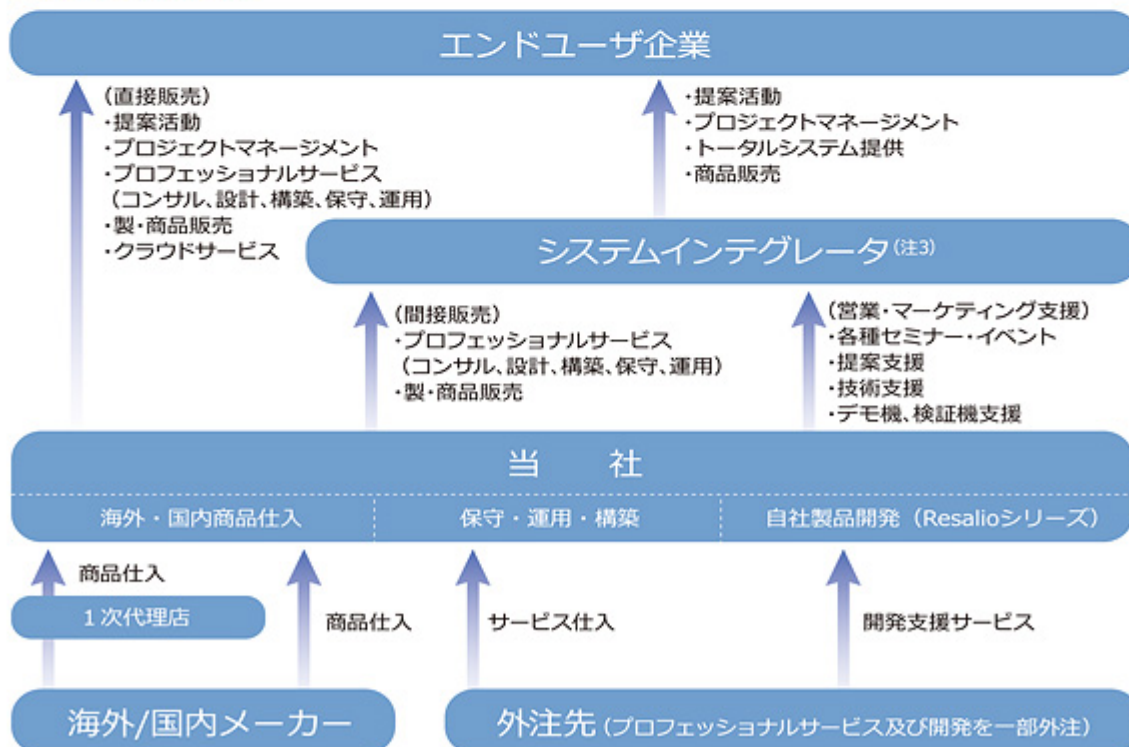 エンドユーザ企業
(直接販売)
・提案活動
・プロジェクトマネージメント
・プロフェッショナルサービス
(コンサル、設計、構築、保守、運用)
・製・商品販売
・クラウドサービス
・提案活動
・プロジェクトマネージメント
・トータルシステム提供
・商品販売
システムインテグレータ(注3)
(間接販売)
・プロフェッショナルサービス
(コンサル、設計、構築、保守、運用)
・製・商品販売
(営業・マーケティング支援)
・各種セミナー・イベント
・提案支援
・技術支援
・デモ機、検証機支援
当 社
海外・国内商品仕入
保守・運用・構築
自社製品開発(Resalioシリーズ)
商品仕入
1次代理店
商品仕入
サービス仕入
開発支援サービス
海外/国内メーカー
外注先(プロフェッショナルサービス及び開発を一部外注)